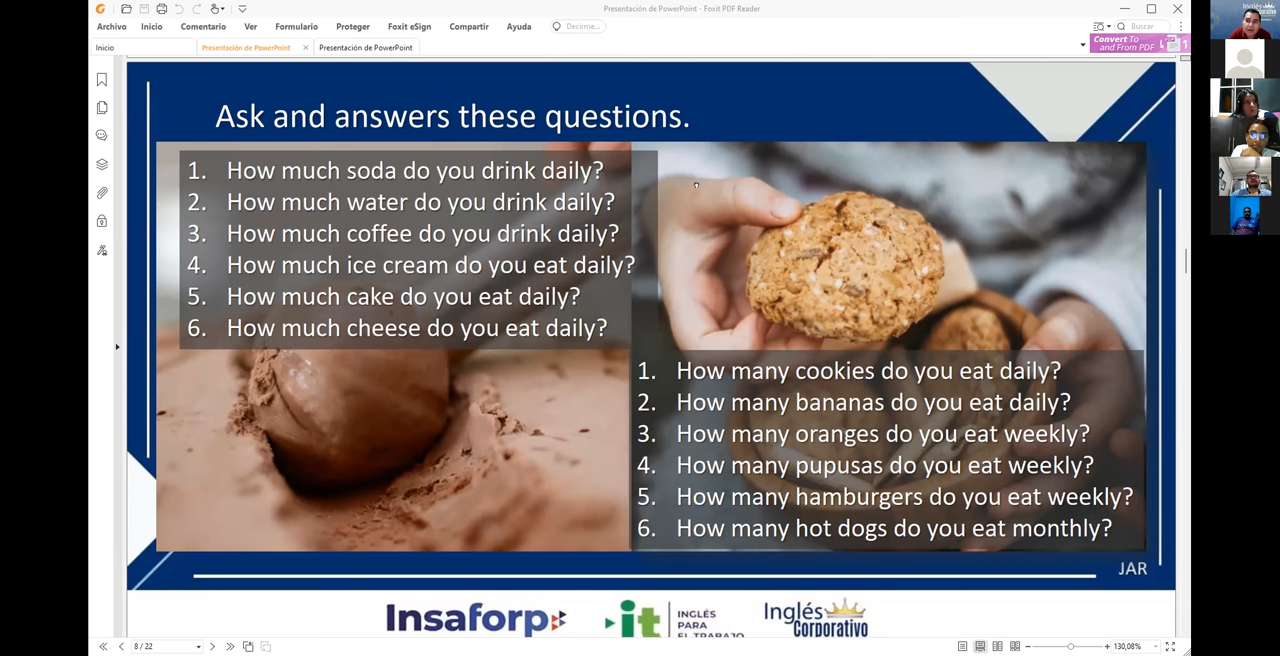 Presentación de PowerPoint - Foxit PDF Reader
Archivo Inicio Comentario Ver Formulario Proteger Foxit eSign Compartir Ayuda Decirme... Buscar
Inicio Presentación de PowerPoint Presentación de PowerPoint
Convert To
and From PDF
Inglés
Corporativo
Ask and answers these questions.
1. How much soda do you drink daily?
2. How much water do you drink daily?
3. How much coffee do you drink daily?
4. How much ice cream do you eat daily?
5. How much cake do you eat daily?
6. How much cheese do you eat daily?
1. How many cookies do you eat daily?
2. How many bananas do you eat daily?
3. How many oranges do you eat weekly?
4. How many pupusas do you eat weekly?
5. How many hamburgers do you eat weekly?
6. How many hot dogs do you eat monthly?
JAR
Insaforp
it
INGLÉS
PARA
EL TRABAJO
Inglés
Corporativo
8 / 22
130,08%